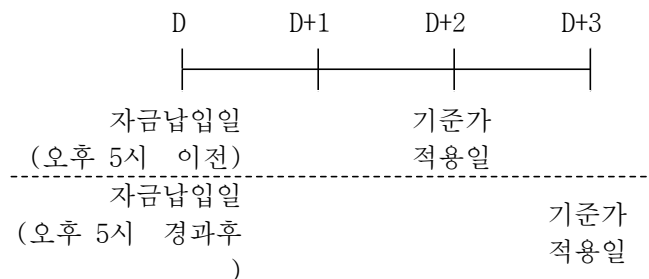 D D+1 D+2 D+3
자금납입일 기준가
(오후 5시 이전) 적용일
자금납입일
기준가
(오후 5시 경과후
적용일
)